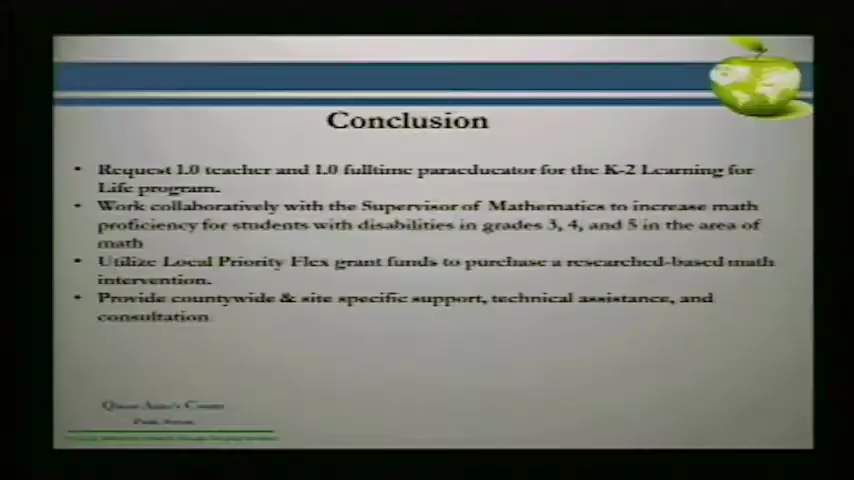 Conclusion
• Request 1.0 teacher and 1.0 fulltime paraeducator for the K-2 Learning for
Life program.
• Work collaboratively with the Supervisor of Mathematics to increase math
proficiency for students with disabilities in grades 3, 4, and 5 in the area of
math
• Utilize Local Priority Flex grant funds to purchase a researched-based math
intervention.
• Provide countywide & site specific support, technical assistance, and
consultation
Queen Anne's County